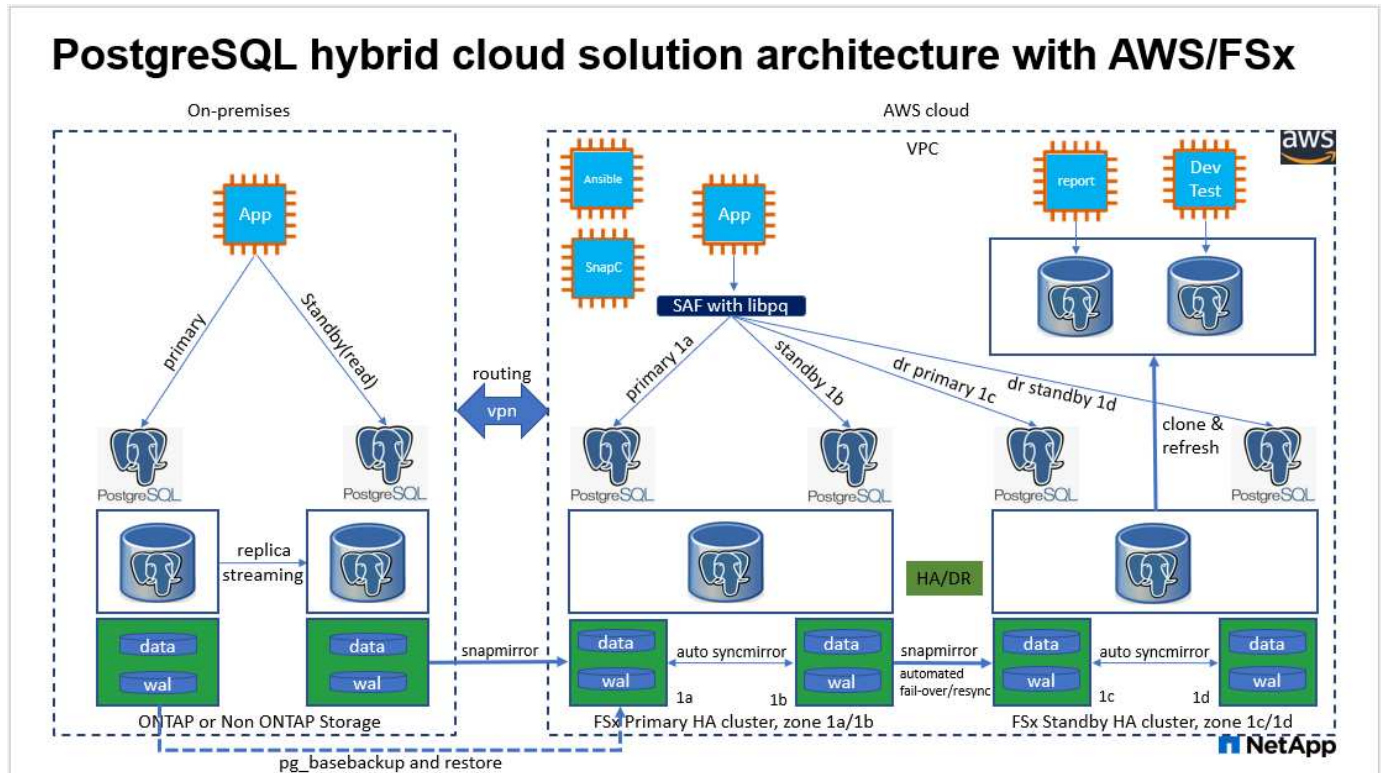 PostgreSQL hybrid cloud solution architecture with AWS/FSx
On-premises
AWS cloud
VPC
aws
App
Ansible
SnapC
App
report
Dev
Test
SAF with libpq
primary
Standby(read)
routing
vpn
primary 1a
standby 1b
dr primary 1c
dr standby 1d
clone &
refresh
PostgreSQL
PostgreSQL
PostgreSQL
PostgreSQL
PostgreSQL
PostgreSQL
replica
streaming
HA/DR
data
wal
data
wal
snapmirror
data
wal
1a
auto syncmirror
1b
data
wal
snapmirror
automated
fail-over/resync
data
wal
1c
auto syncmirror
1d
data
wal
ONTAP or Non ONTAP Storage
FSx Primary HA cluster, zone 1a/1b
FSx Standby HA cluster, zone 1c/1d
pg_basebackup and restore
NetApp